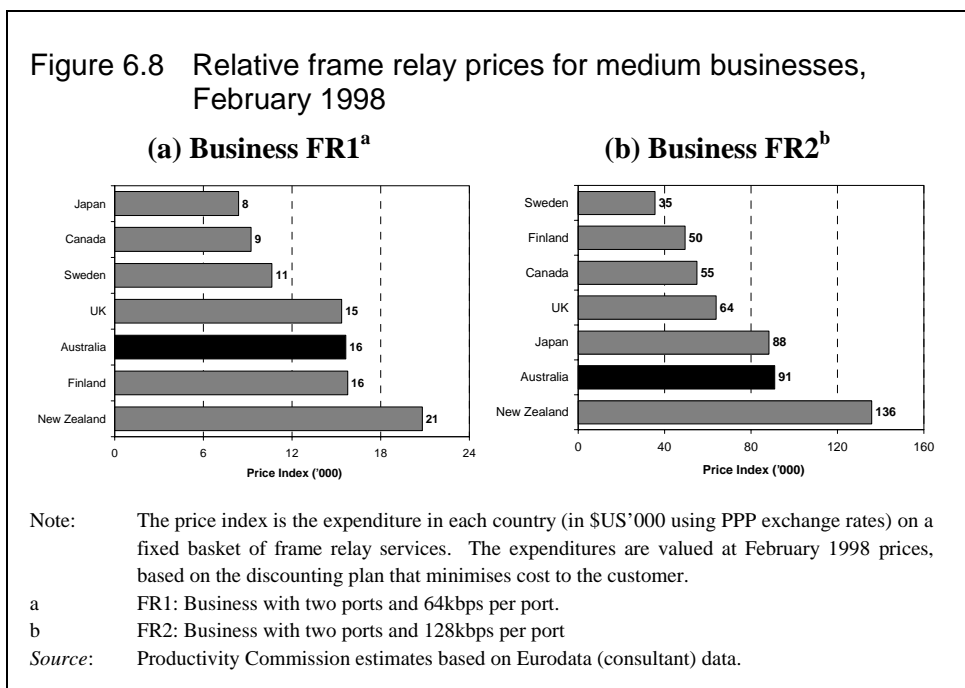 Figure 6.8 Relative frame relay prices for medium businesses,
February 1998
(a) Business FR1a
Japan 8
Canada 9
Sweden 11
UK 15
Australia 16
Finland 16
New Zealand 21
0 6 12 18 24
Price Index ('000)
(b) Business FR2b
Sweden 35
Finland 50
Canada 55
UK 64
Japan 88
Australia 91
New Zealand 136
0 40 80 120 160
Price Index ('000)
Note: The price index is the expenditure in each country (in $US’000 using PPP exchange rates) on a
fixed basket of frame relay services. The expenditures are valued at February 1998 prices,
based on the discounting plan that minimises cost to the customer.
a FR1: Business with two ports and 64kbps per port.
b FR2: Business with two ports and 128kbps per port
Source: Productivity Commission estimates based on Eurodata (consultant) data.